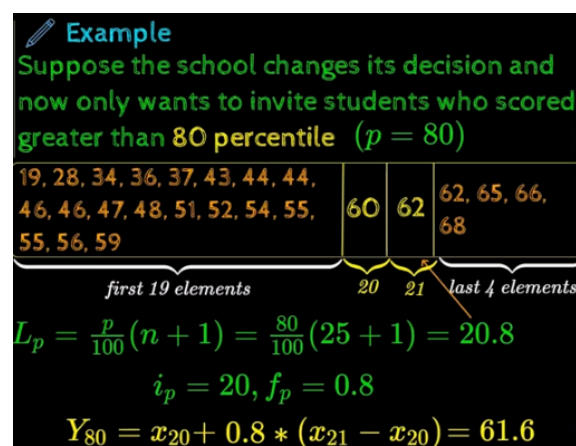 Example
Suppose the school changes its decision and
now only wants to invite students who scored
greater than 80 percentile (p = 80)
19, 28, 34, 36, 37, 43, 44, 44,
46, 46, 47, 48, 51, 52, 54, 55,
55, 56, 59
60
62
62, 65, 66,
68
first 19 elements
20
21
last 4 elements
L_p = p/100 (n + 1) = 80/100 (25 + 1) = 20.8
i_p = 20, f_p = 0.8
Y_80 = x_20 + 0.8 * (x_21 − x_20) = 61.6